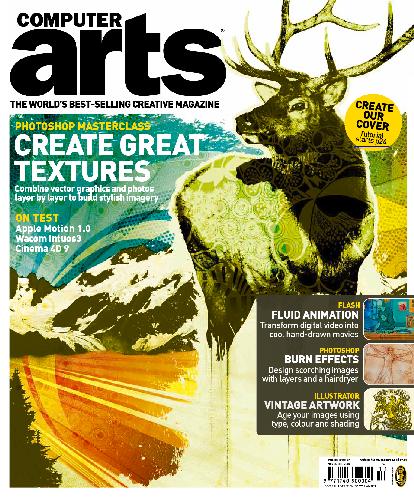 COMPUTER
arts
THE WORLD'S BEST-SELLING CREATIVE MAGAZINE
PHOTOSHOP MASTERCLASS
CREATE GREAT
TEXTURES
Combine vector graphics and photos
layer by layer to build stylish imagery
ON TEST
Apple Motion 1.0
Wacom Intuos3
Cinema 4D 9
CREATE
OUR
COVER
Tutorial
starts p24
FLASH
FLUID ANIMATION
Transform digital video into
cool hand-drawn movies
PHOTOSHOP
BURN EFFECTS
Design scorching images
with layers and a hairdryer
ILLUSTRATOR
VINTAGE ARTWORK
Age your images using
type, colour and shading